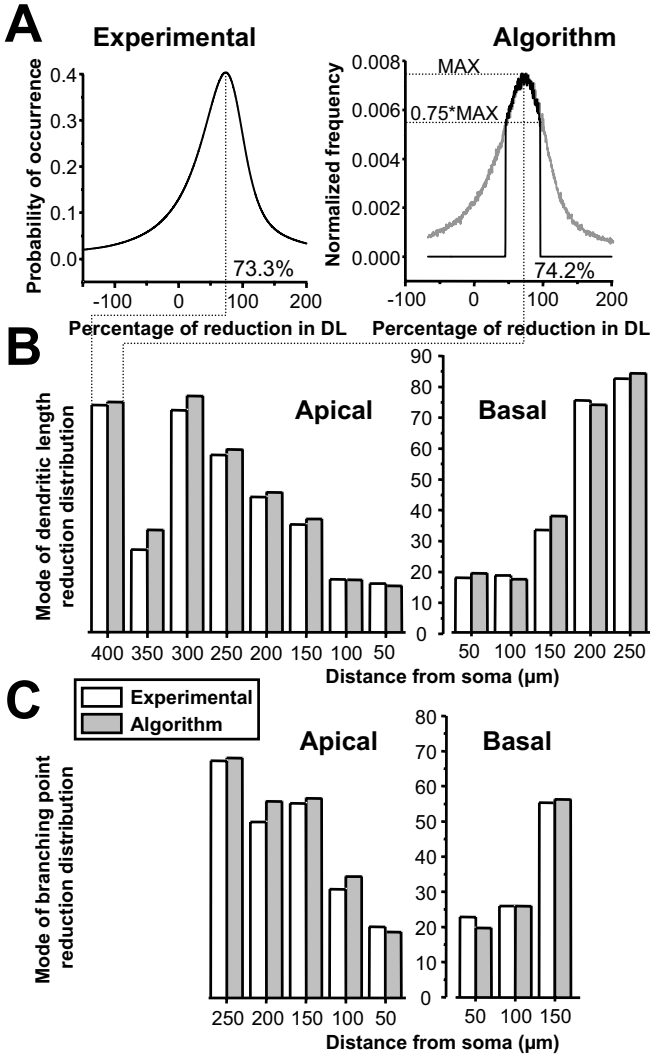 A
Experimental
Algorithm
Probability of occurrence
0.4
0.3
0.2
0.1
0.0
73.3%
-100 0 100 200
Percentage of reduction in DL
Normalized frequency
0.008
0.006
0.004
0.002
0.000
MAX
0.75*MAX
74.2%
-100 0 100 200
Percentage of reduction in DL
B
Mode of dendritic length
reduction distribution
Apical
Basal
90
80
70
60
50
40
30
20
10
0
400 350 300 250 200 150 100 50
50 100 150 200 250
Distance from soma (µm)
C
Experimental
Algorithm
Mode of branching point
reduction distribution
Apical
Basal
80
70
60
50
40
30
20
10
0
250 200 150 100 50
50 100 150
Distance from soma (µm)